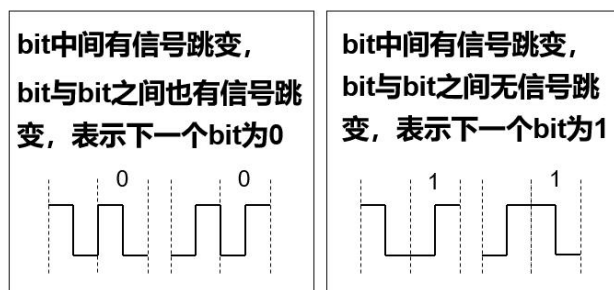 bit中间有信号跳变，
bit与bit之间也有信号跳
变，表示下一个bit为0
0
0
bit中间有信号跳变，
bit与bit之间无信号跳
变，表示下一个bit为1
1
1